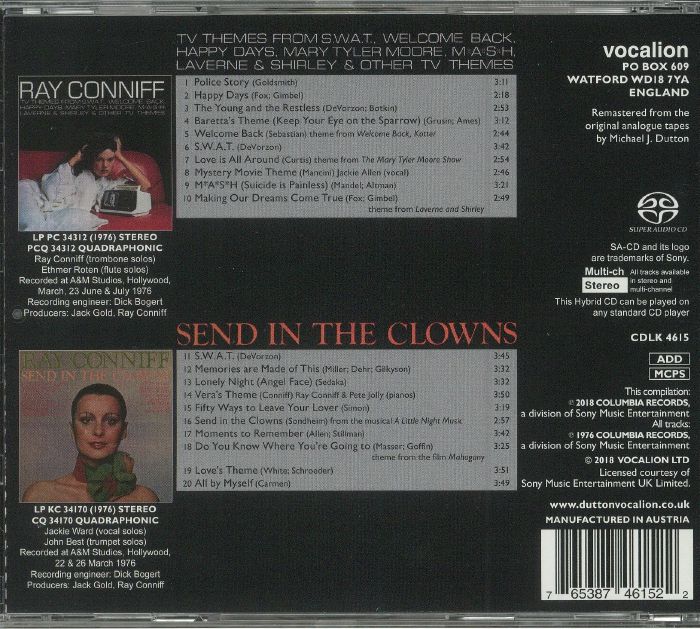 TV THEMES FROM S.W.A.T., WELCOME BACK,
HAPPY DAYS, MARY TYLER MOORE, M*A*S*H,
LAVERNE & SHIRLEY & OTHER TV THEMES
RAY CONNIFF
TV THEMES FROM S.W.A.T., WELCOME BACK,
HAPPY DAYS, MARY TYLER MOORE, M*A*S*H,
LAVERNE & SHIRLEY & OTHER TV THEMES
LP PC 34312 (1976) STEREO
PCQ 34312 QUADRAPHONIC
Ray Conniff (trombone solos)
Ethmer Roten (flute solos)
Recorded at A&M Studios, Hollywood,
March, 23 June & July 1976
Recording engineer: Dick Bogert
Producers: Jack Gold, Ray Conniff
1 Police Story (Goldsmith) 3:11
2 Happy Days (Fox; Gimbel) 2:18
3 The Young and the Restless (DeVorzon; Botkin) 2:53
4 Baretta's Theme (Keep Your Eye on the Sparrow) (Grusin; Ames) 3:12
5 Welcome Back (Sebastian) theme from Welcome Back, Kotter 2:44
6 S.W.A.T. (DeVorzon) 3:42
7 Love is All Around (Curtis) theme from The Mary Tyler Moore Show 2:54
8 Mystery Movie Theme (Mancini) Jackie Allen (vocal) 2:46
9 M*A*S*H (Suicide is Painless) (Mandel; Altman) 3:21
10 Making Our Dreams Come True (Fox; Gimbel) 2:49
theme from Laverne and Shirley
vocalion
PO BOX 609
WATFORD WD18 7YA
ENGLAND
Remastered from the
original analogue tapes
by Michael J. Dutton
SUPER AUDIO CD
SA-CD and its logo
are trademarks of Sony.
Multi-ch
Stereo
All tracks available
in stereo and
multi-channel
This Hybrid CD can be played on
any standard CD player
CDLK 4615
ADD
MCPS
SEND IN THE CLOWNS
RAY CONNIFF
SEND IN THE CLOWNS
LP KC 34170 (1976) STEREO
CQ 34170 QUADRAPHONIC
Jackie Ward (vocal solos)
John Best (trumpet solos)
Recorded at A&M Studios, Hollywood,
22 & 26 March 1976
Recording engineer: Dick Bogert
Producers: Jack Gold, Ray Conniff
11 S.W.A.T. (DeVorzon) 3:45
12 Memories are Made of This (Miller; Dehr; Gilkyson) 3:32
13 Lonely Night (Angel Face) (Sedaka) 3:34
14 Vera's Theme (Conniff) Ray Conniff & Pete Jolly (pianos) 3:50
15 Fifty Ways to Leave Your Lover (Simon) 3:19
16 Send in the Clowns (Sondheim) from the musical A Little Night Music 2:57
17 Moments to Remember (Allen; Stillman) 3:42
18 Do You Know Where You're Going to (Masser; Goffin) 3:25
theme from the film Mahogany
19 Love's Theme (White; Schroeder) 3:51
20 All by Myself (Carmen) 3:49
This compilation:
℗ 2018 COLUMBIA RECORDS,
a division of Sony Music Entertainment
All tracks:
℗ 1976 COLUMBIA RECORDS,
a division of Sony Music Entertainment
© 2018 VOCALION LTD
Licensed courtesy of
Sony Music Entertainment UK Limited.
www.duttonvocalion.co.uk
MANUFACTURED IN AUSTRIA
7 65387 46152 2